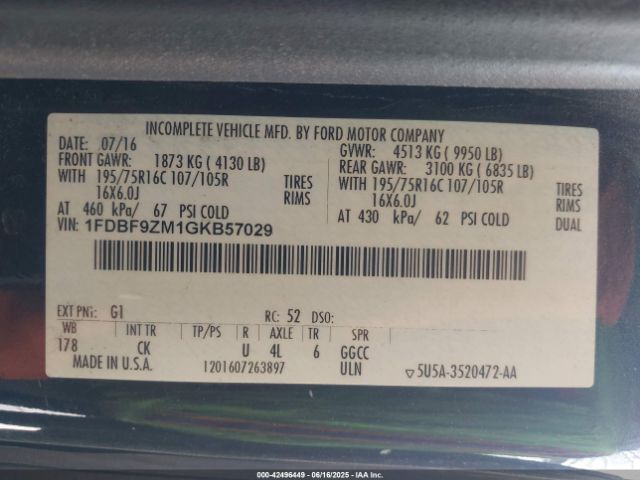 INCOMPLETE VEHICLE MFD. BY FORD MOTOR COMPANY
DATE: 07/16 GVWR: 4513 KG ( 9950 LB)
FRONT GAWR: 1873 KG ( 4130 LB) REAR GAWR: 3100 KG ( 6835 LB)
WITH 195/75R16C 107/105R TIRES WITH 195/75R16C 107/105R TIRES
16X6.0J RIMS 16X6.0J RIMS
AT 460 kPa/ 67 PSI COLD AT 430 kPa/ 62 PSI COLD DUAL
VIN: 1FDBF9ZM1GKB57029
EXT PNT: G1 RC: 52 DSO:
WB INT TR TP/PS R AXLE TR SPR
178 CK U 4L 6 GGCC
MADE IN U.S.A. 1201607263897 ULN ▽5U5A-3520472-AA
000-42496449 - 06/16/2025 - IAAI.COM